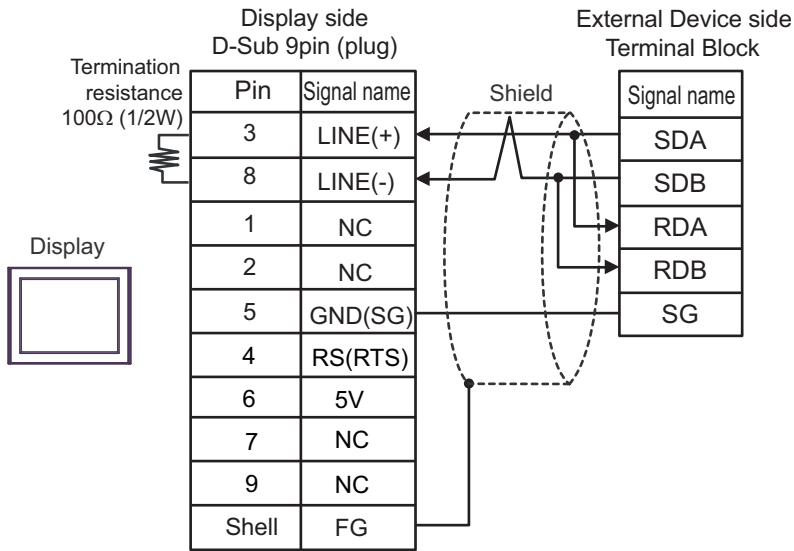 Display side
D-Sub 9pin (plug)
External Device side
Terminal Block
Termination
resistance
100Ω (1/2W)
Pin Signal name
Shield
Signal name
3 LINE(+)
SDA
8 LINE(-)
SDB
1 NC
RDA
2 NC
RDB
Display
5 GND(SG)
SG
4 RS(RTS)
6 5V
7 NC
9 NC
Shell FG